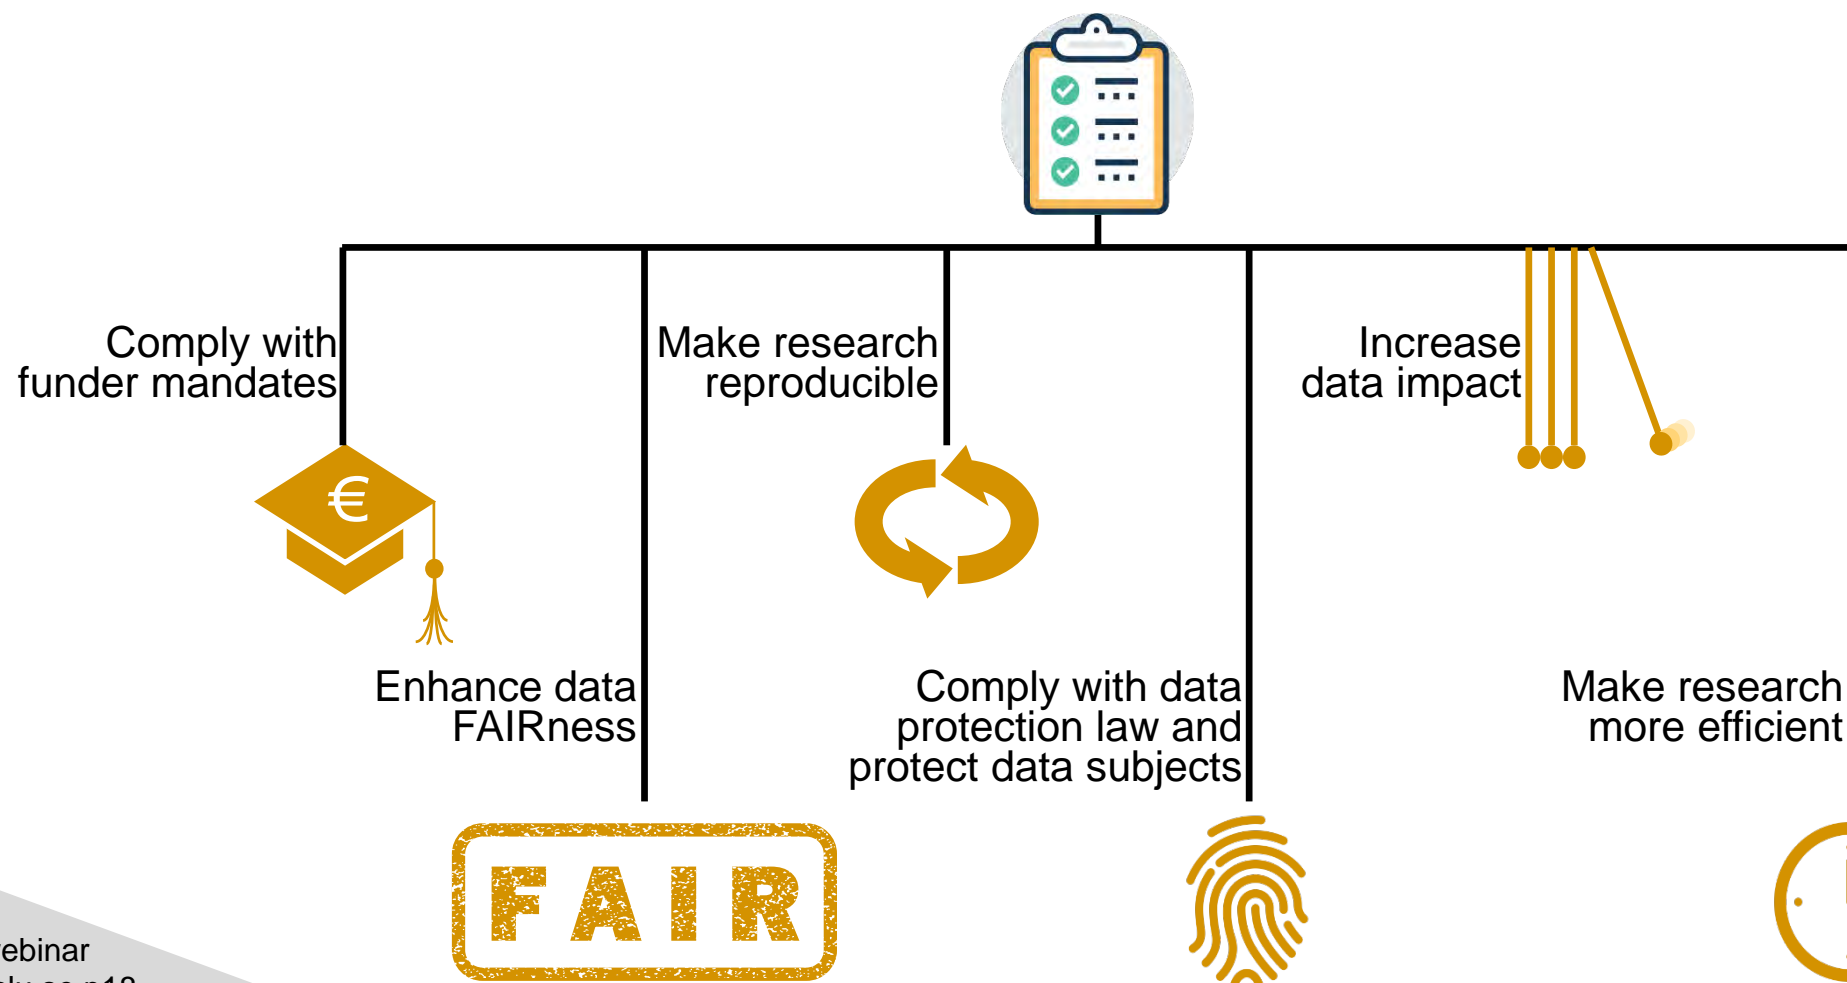 Comply with
funder mandates
€
Make research
reproducible
Increase
data impact
Enhance data
FAIRness
Comply with data
protection law and
protect data subjects
Make research
more efficient
FAIR